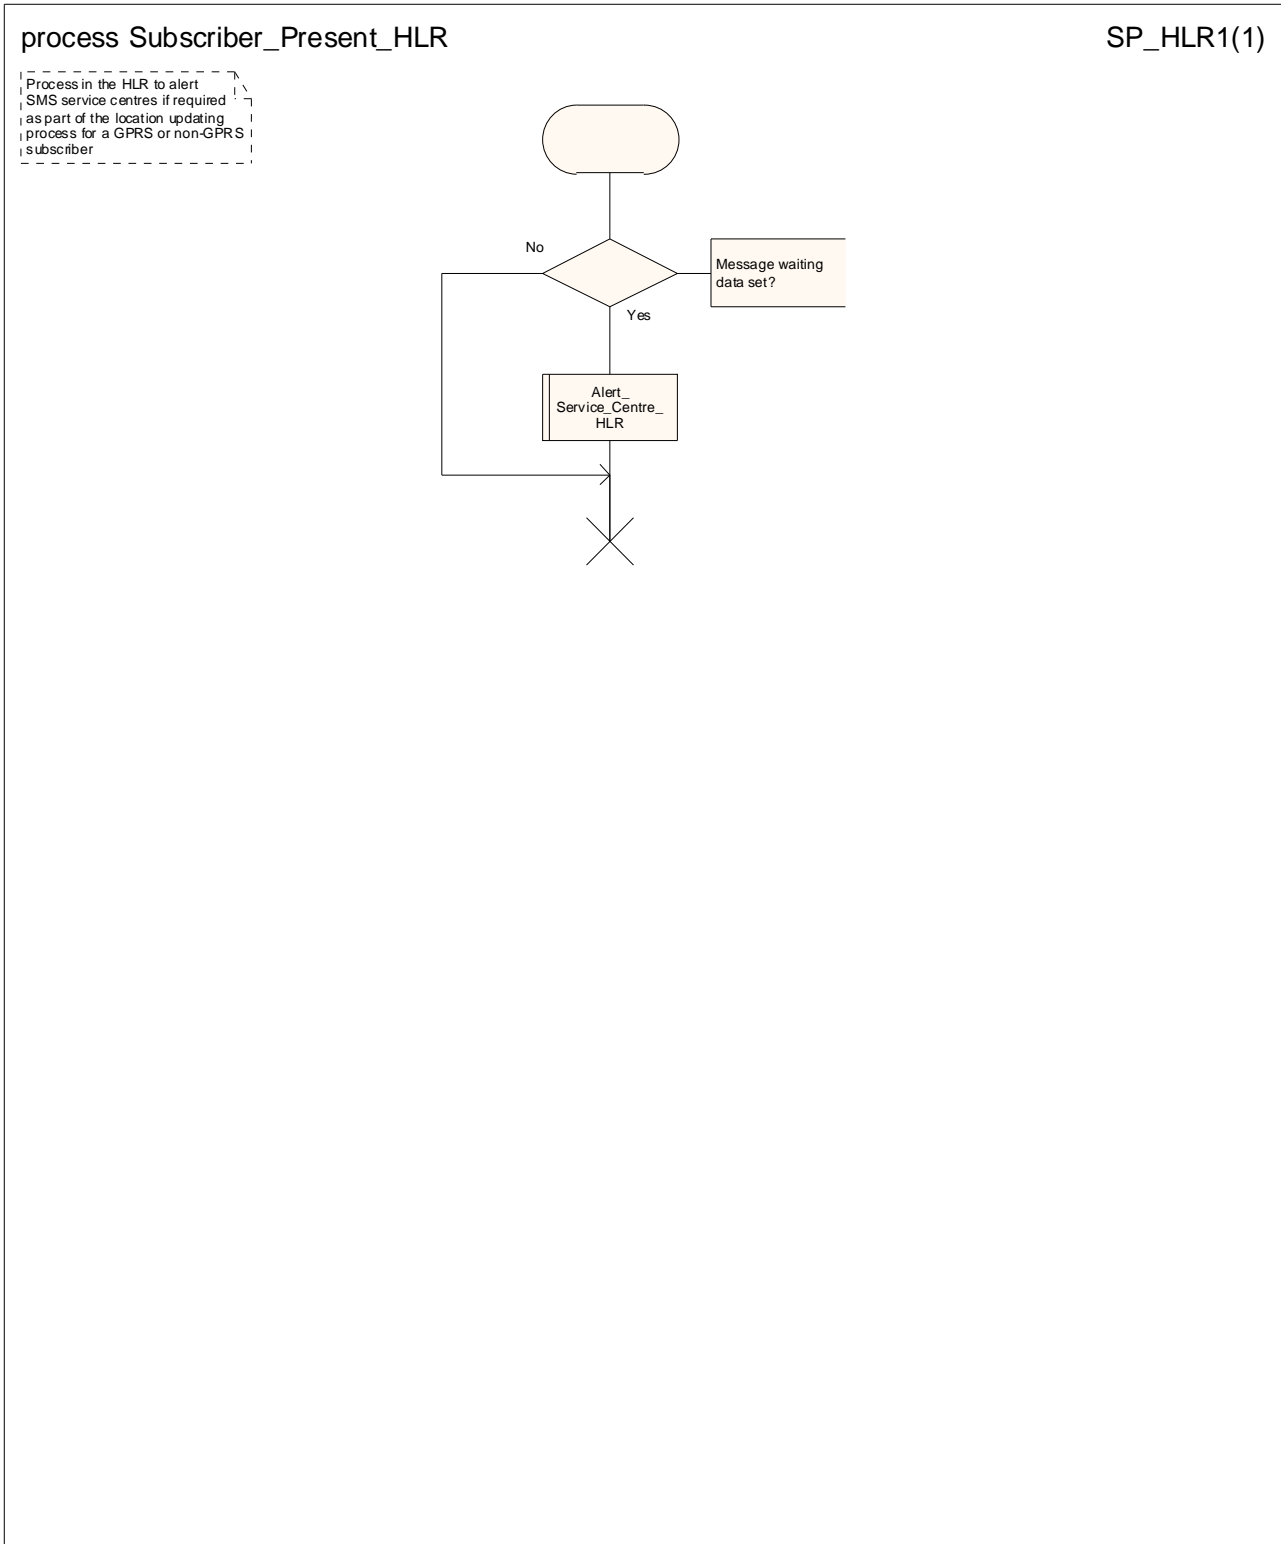 process Subscriber_Present_HLR
SP_HLR1(1)
Process in the HLR to alert
SMS service centres if required
as part of the location updating
process for a GPRS or non-GPRS
subscriber
No
Message waiting
data set?
Yes
Alert_
Service_Centre_
HLR